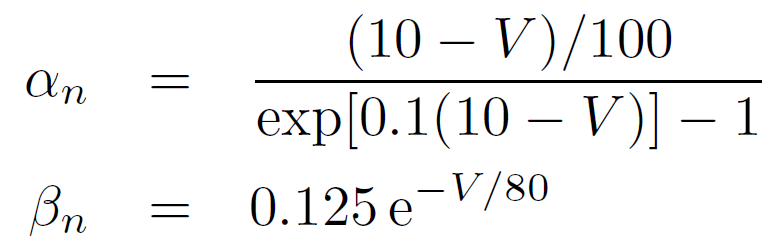 αₙ = (10 − V)/100
exp[0.1(10 − V)] − 1
βₙ = 0.125 e^{−V/80}